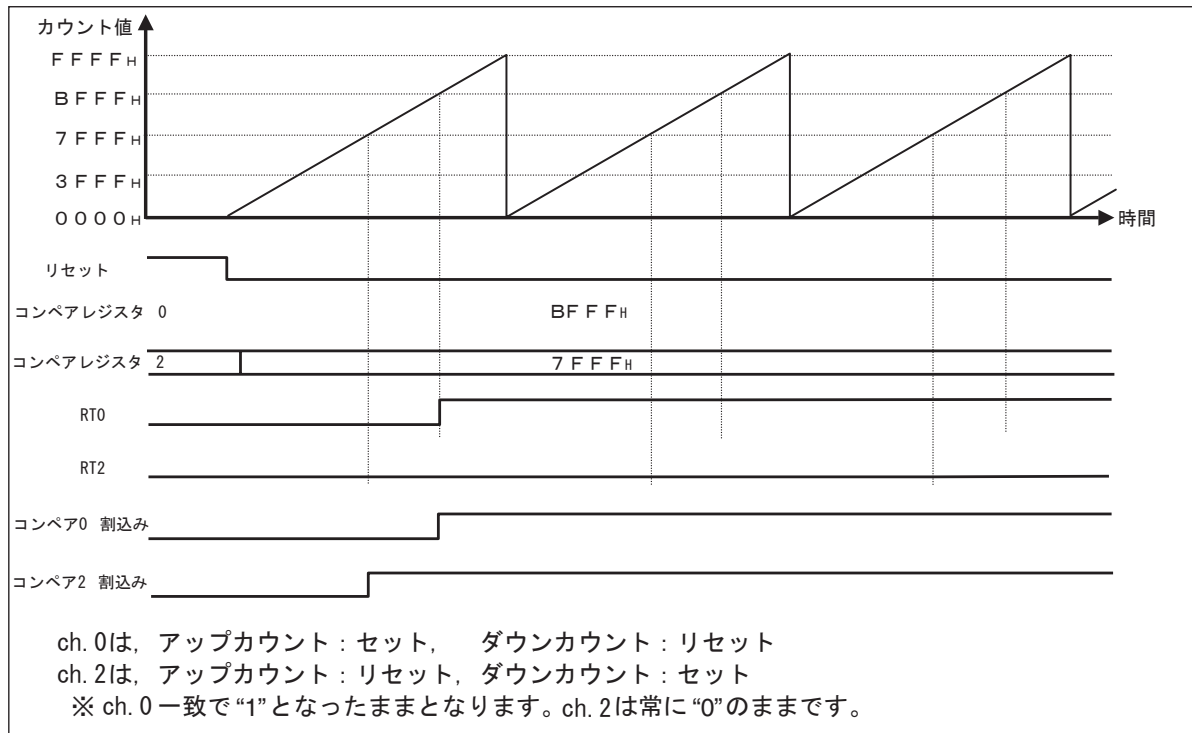 カウント値
FFFFH
BFFFH
7FFFH
3FFFH
0000H
時間
リセット
コンペアレジスタ 0
BFFFH
コンペアレジスタ 2
7FFFH
RT0
RT2
コンペア0 割込み
コンペア2 割込み
ch. 0は, アップカウント：セット, ダウンカウント：リセット
ch. 2は, アップカウント：リセット, ダウンカウント：セット
※ ch. 0 一致で“1”となったままとなります。ch. 2は常に“0”のままです。